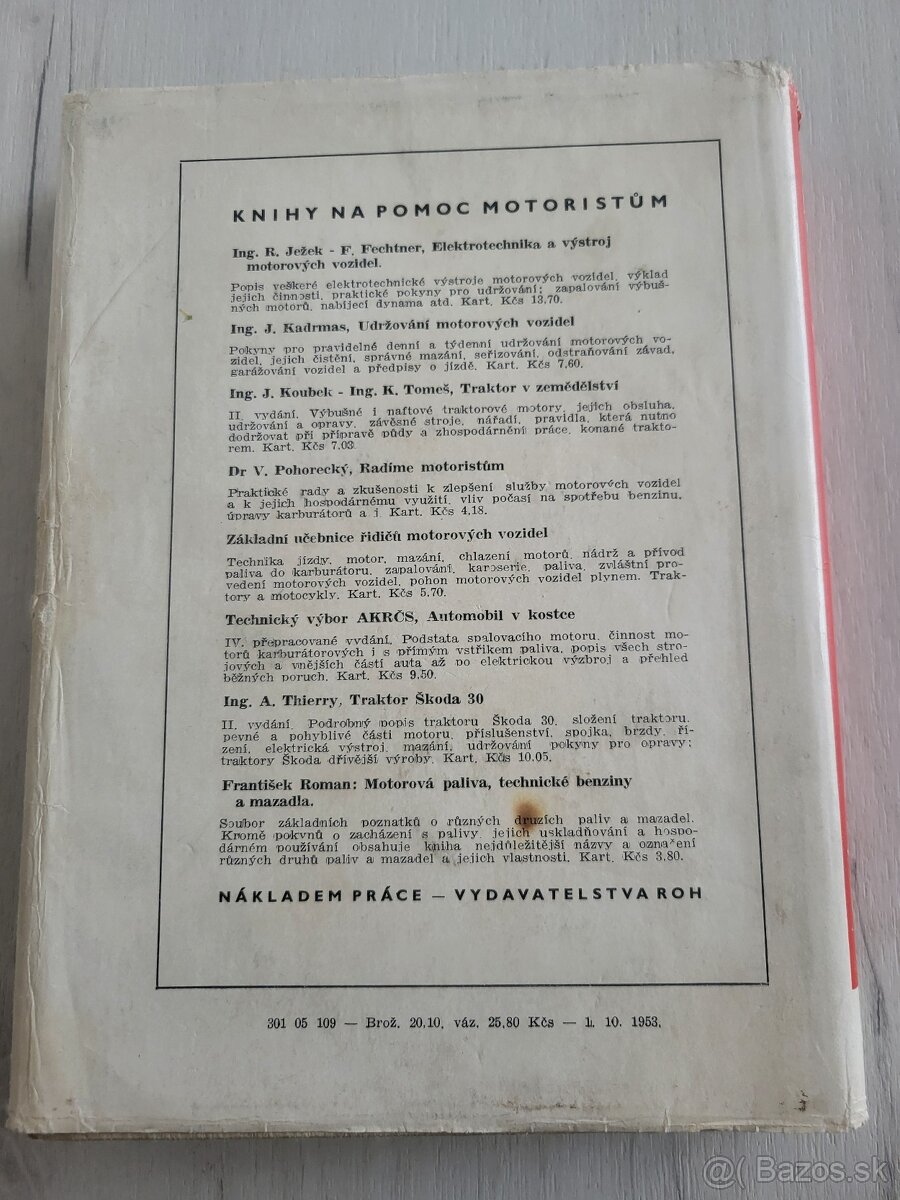 KNIHY NA POMOC MOTORISTŮM
Ing. R. Ježek - F. Fechtner, Elektrotechnika a výstroj
motorových vozidel.
Popis veškeré elektrotechnické výstroje motorových vozidel, výklad
jejich činnosti, praktické pokyny pro udržování; zapalování výbuš-
ných motorů, nabíjecí dynama atd. Kart. Kčs 13.70.
Ing. J. Kadrmas, Udržování motorových vozidel
Pokyny pro pravidelné denní a týdenní udržování motorových vo-
zidel, jejich čistění, správné mazání, seřizování, odstraňování závad,
garážování vozidel a předpisy o jízdě. Kart. Kčs 7,60.
Ing. J. Koubek - Ing. K. Tomeš, Traktor v zemědělství
II. vydání. Výbušné i naftové traktorové motory, jejich obsluha,
udržování a opravy, závěsné stroje, nářadí, pravidla, která nutno
dodržovat při přípravě půdy a zhospodárnění práce, konané trakto-
rem. Kart. Kčs 7.03.
Dr V. Pohorecký, Radíme motoristům
Praktické rady a zkušenosti k zlepšení služby motorových vozidel
a k jejich hospodárnému využití, vliv počasí na spotřebu benzinu,
úpravy karburátorů a j. Kart. Kčs 4.18.
Základní učebnice řidičů motorových vozidel
Technika jízdy, motor, mazání, chlazení motorů, nádrž a přívod
paliva do karburátoru, zapalování, karoserie, paliva, zvláštní pro-
vedení motorových vozidel, pohon motorových vozidel plynem. Trak-
tory a motocykly. Kart. Kčs 5.70.
Technický výbor AKRČS, Automobil v kostce
IV. přepracované vydání. Podstata spalovacího motoru, činnost mo-
torů karburátorových i s přímým vstřikem paliva, popis všech stro-
jových a vnějších částí auta až po elektrickou výzbroj a přehled
běžných poruch. Kart. Kčs 9.50.
Ing. A. Thierry, Traktor Škoda 30
II. vydání. Podrobný popis traktoru Škoda 30, složení traktoru,
pevné a pohyblivé části motoru, příslušenství, spojka, brzdy, ří-
zení, elektrická výstroj, mazání, udržování pokyny pro opravy;
traktory Škoda dřívější výroby. Kart. Kčs 10.05.
František Roman: Motorová paliva, technické benziny
a mazadla.
Soubor základních poznatků o různých druzích paliv a mazadel.
Kromě pokynů o zacházení s palivy, jejich uskladňování a hospo-
dárném používání obsahuje kniha nejdůležitější názvy a označení
různých druhů paliv a mazadel a jejich vlastnosti. Kart. Kčs 3.80.
NÁKLADEM PRÁCE – VYDAVATELSTVA ROH
301 05 109 — Brož. 20.10, váz. 25.80 Kčs — 1. 10. 1953.
@( Bazos.sk